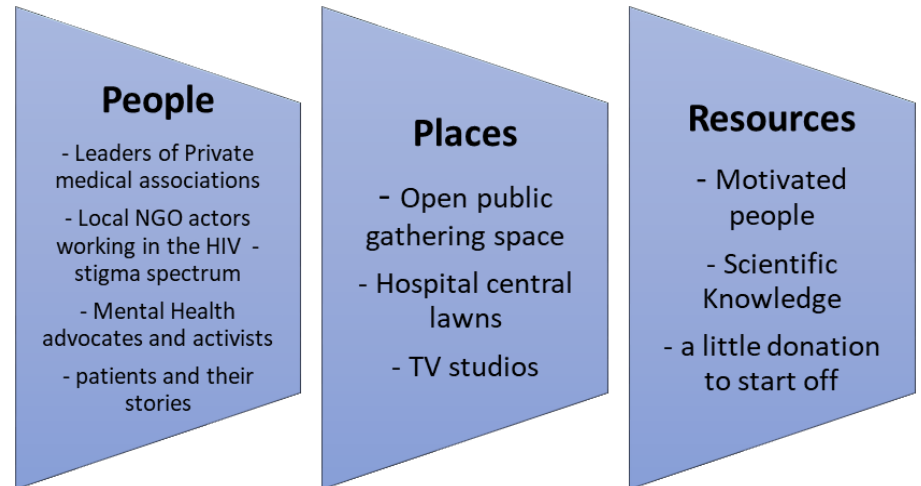 People
- Leaders of Private
medical associations
- Local NGO actors
working in the HIV -
stigma spectrum
- Mental Health
advocates and activists
- patients and their
stories
Places
- Open public
gathering space
- Hospital central
lawns
- TV studios
Resources
- Motivated
people
- Scientific
Knowledge
- a little donation
to start off